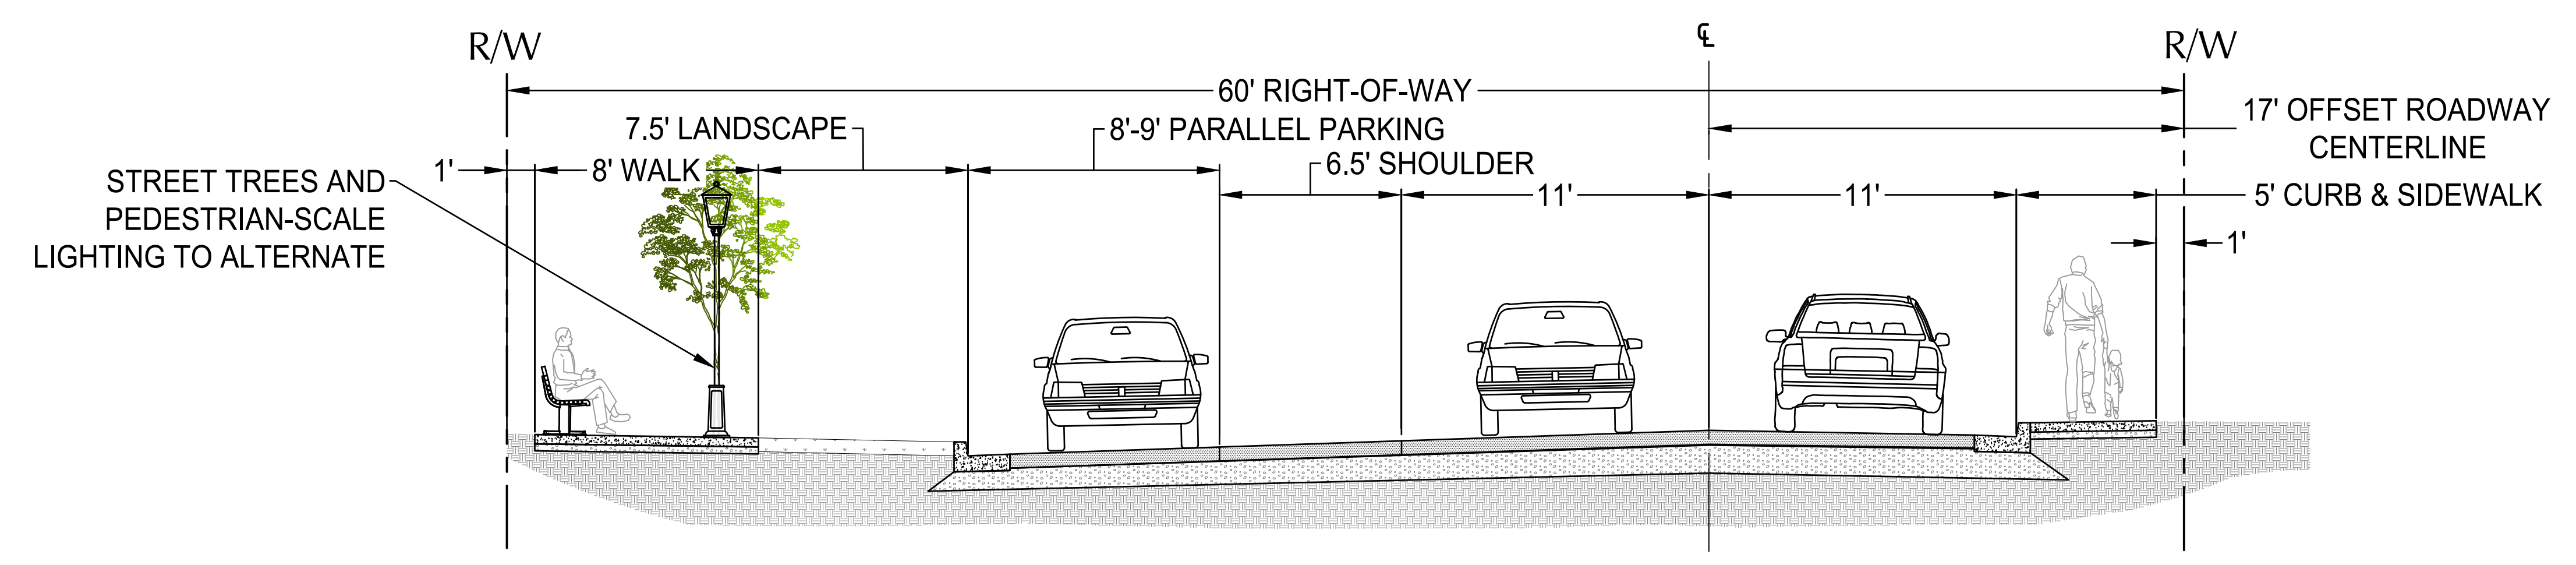 R/W
℄
R/W
60' RIGHT-OF-WAY
17' OFFSET ROADWAY
CENTERLINE
7.5' LANDSCAPE
8'-9' PARALLEL PARKING
1'
8' WALK
6.5' SHOULDER
STREET TREES AND
PEDESTRIAN-SCALE
LIGHTING TO ALTERNATE
11'
11'
5' CURB & SIDEWALK
1'